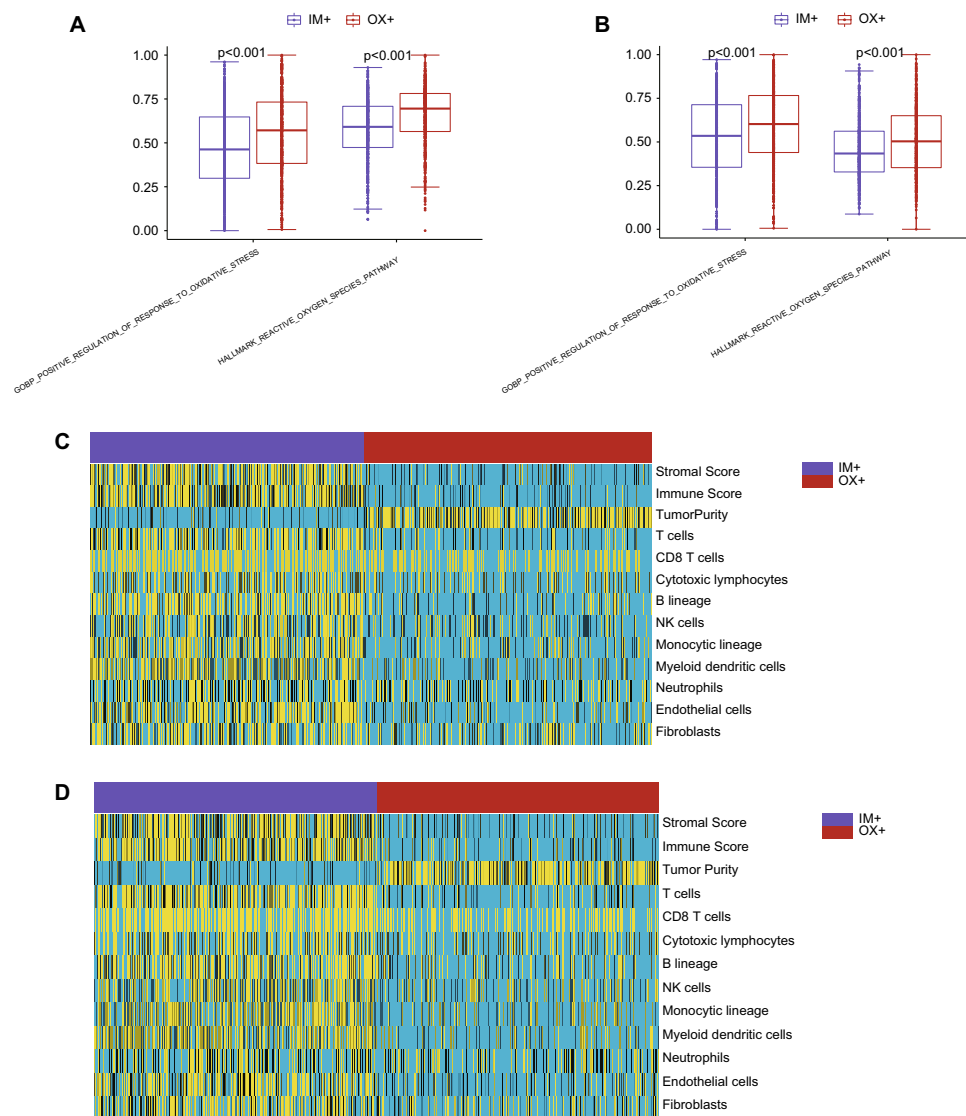 A
IM+ OX+
p<0.001 p<0.001
1.00
0.75
0.50
0.25
0.00
GOBP_POSITIVE_REGULATION_OF_RESPONSE_TO_OXIDATIVE_STRESS
HALLMARK_REACTIVE_OXYGEN_SPECIES_PATHWAY
B
IM+ OX+
p<0.001 p<0.001
1.00
0.75
0.50
0.25
0.00
GOBP_POSITIVE_REGULATION_OF_RESPONSE_TO_OXIDATIVE_STRESS
HALLMARK_REACTIVE_OXYGEN_SPECIES_PATHWAY
C
Stromal Score
Immune Score
TumorPurity
T cells
CD8 T cells
Cytotoxic lymphocytes
B lineage
NK cells
Monocytic lineage
Myeloid dendritic cells
Neutrophils
Endothelial cells
Fibroblasts
IM+
OX+
D
Stromal Score
Immune Score
Tumor Purity
T cells
CD8 T cells
Cytotoxic lymphocytes
B lineage
NK cells
Monocytic lineage
Myeloid dendritic cells
Neutrophils
Endothelial cells
Fibroblasts
IM+
OX+